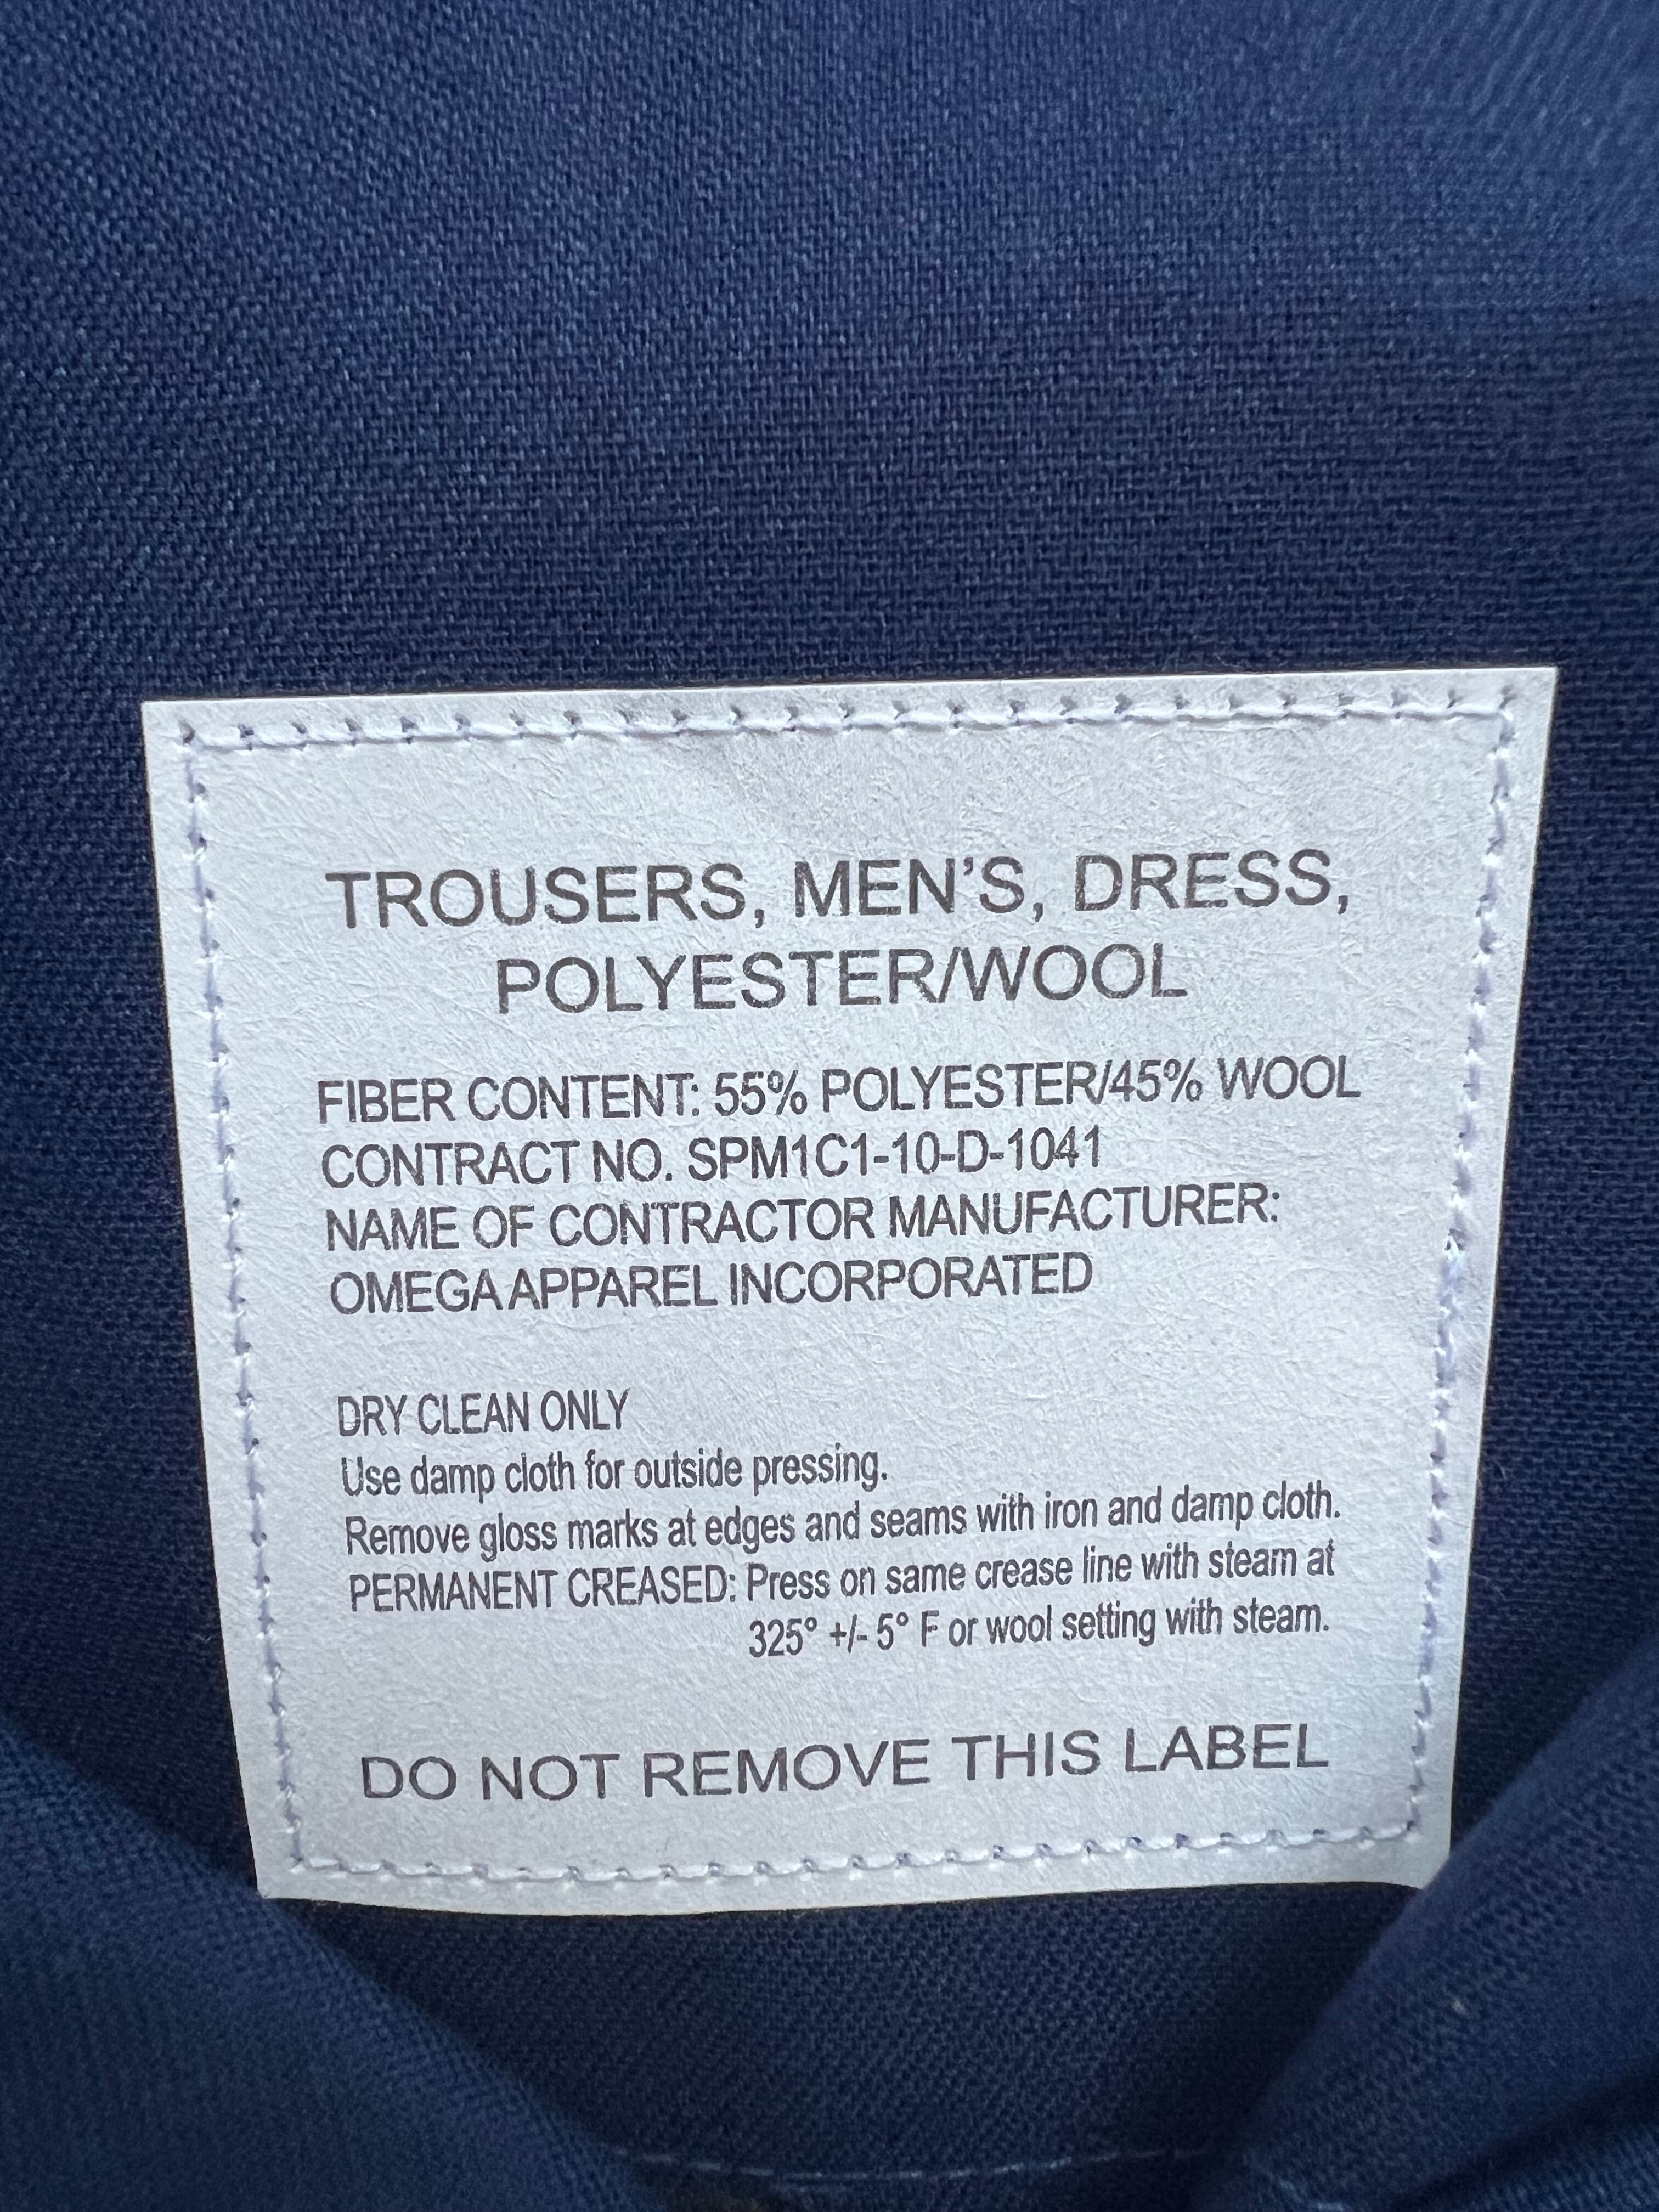 TROUSERS, MEN'S, DRESS,
POLYESTER/WOOL
FIBER CONTENT: 55% POLYESTER/45% WOOL
CONTRACT NO. SPM1C1-10-D-1041
NAME OF CONTRACTOR MANUFACTURER:
OMEGA APPAREL INCORPORATED
DRY CLEAN ONLY
Use damp cloth for outside pressing.
Remove gloss marks at edges and seams with iron and damp cloth.
PERMANENT CREASED: Press on same crease line with steam at
325° +/- 5° F or wool setting with steam.
DO NOT REMOVE THIS LABEL